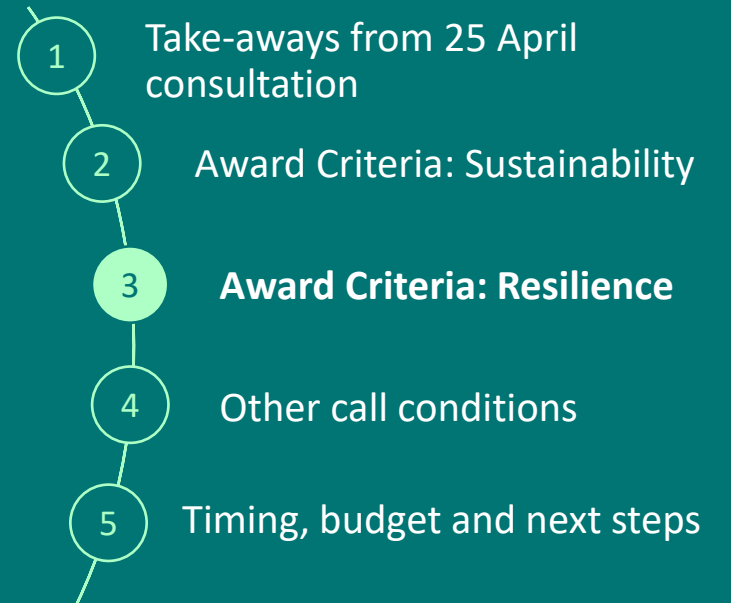 1
Take-aways from 25 April
consultation
2
Award Criteria: Sustainability
3
Award Criteria: Resilience
4
Other call conditions
5
Timing, budget and next steps